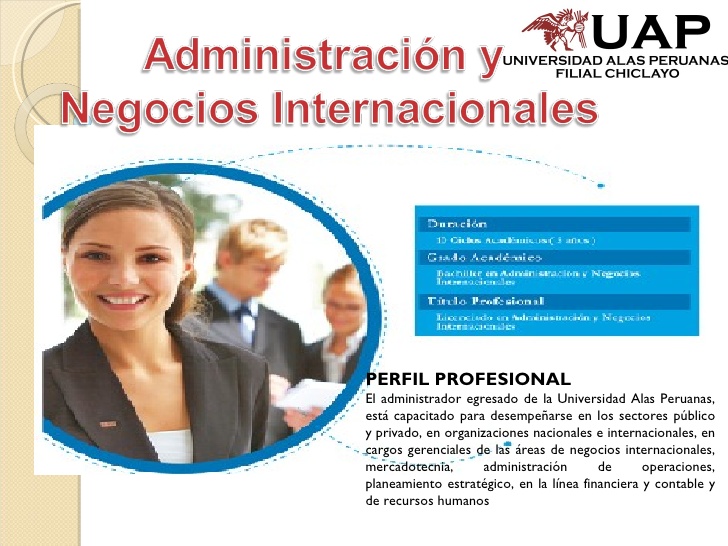 Administración y
Negocios Internacionales
UAP
UNIVERSIDAD ALAS PERUANAS
FILIAL CHICLAYO
Duración
10 Ciclos Académicos ( 5 años )
Grado Académico
Bachiller en Administración y Negocios
Internacionales
Título Profesional
Licenciado en Administración y Negocios
Internacionales
PERFIL PROFESIONAL
El administrador egresado de la Universidad Alas Peruanas,
está capacitado para desempeñarse en los sectores público
y privado, en organizaciones nacionales e internacionales, en
cargos gerenciales de las áreas de negocios internacionales,
mercadotecnia, administración de operaciones,
planeamiento estratégico, en la línea financiera y contable y
de recursos humanos